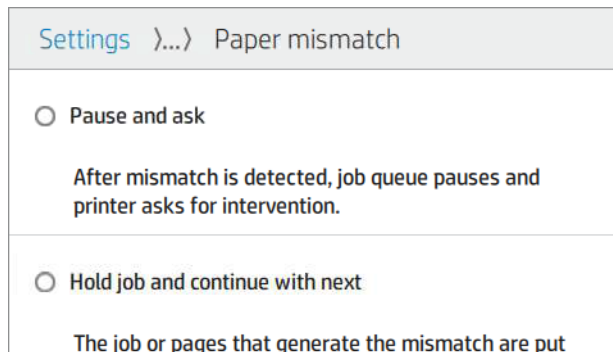 Settings 〉...〉 Paper mismatch
Pause and ask
After mismatch is detected, job queue pauses and
printer asks for intervention.
Hold job and continue with next
The job or pages that generate the mismatch are put